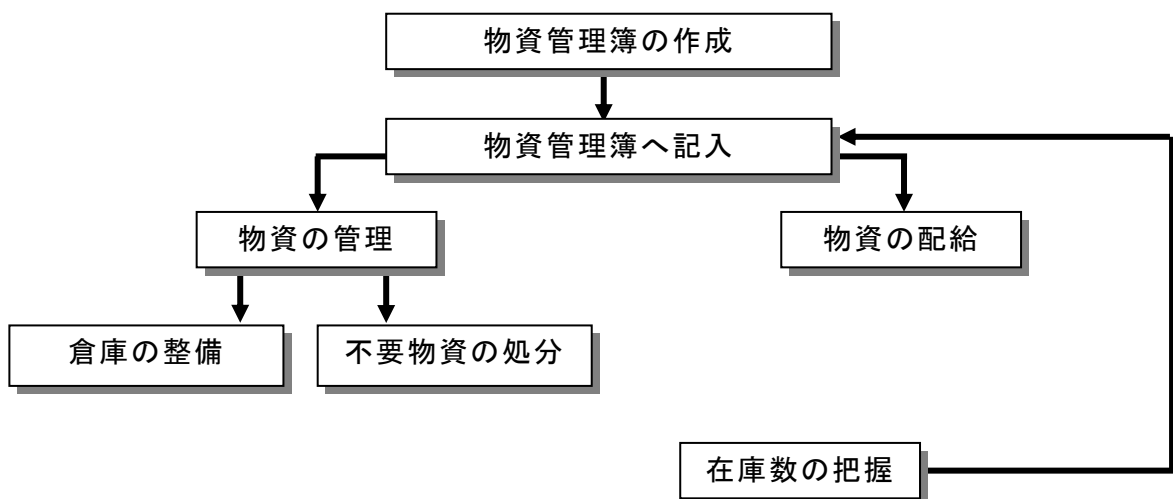 物資管理簿の作成
物資管理簿へ記入
物資の管理
物資の配給
倉庫の整備
不要物資の処分
在庫数の把握